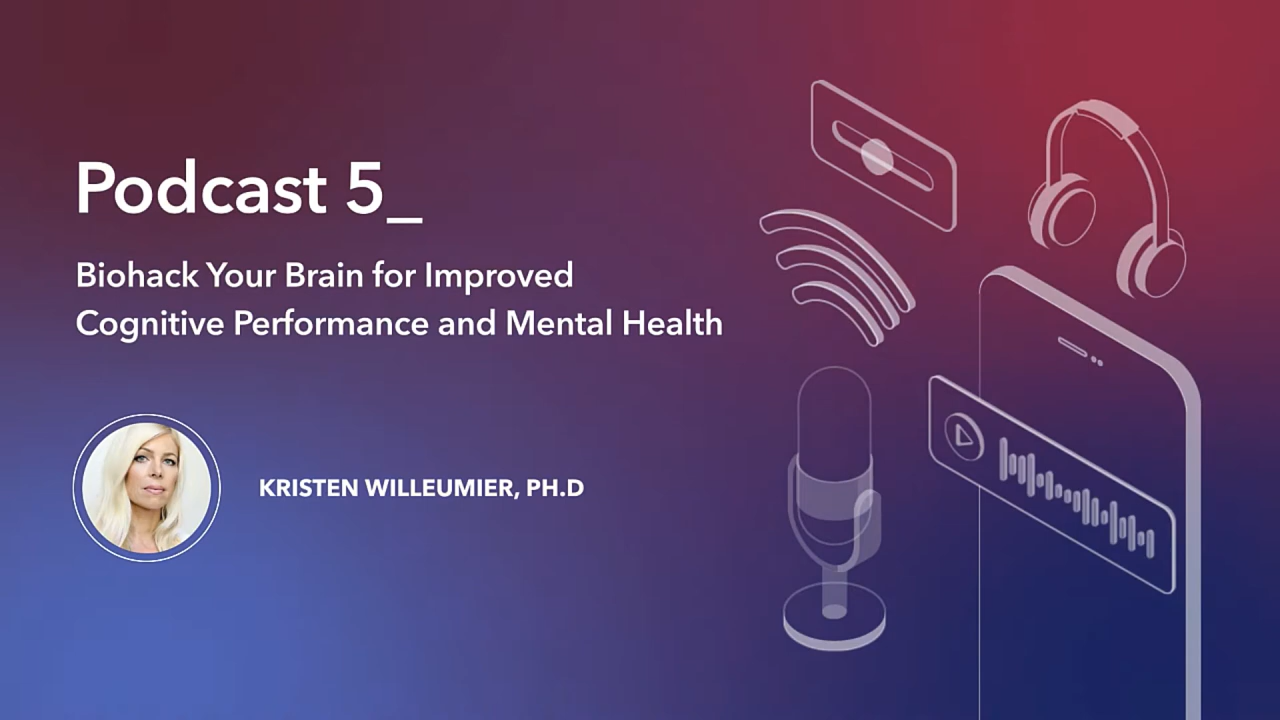 Podcast 5_
Biohack Your Brain for Improved
Cognitive Performance and Mental Health
KRISTEN WILLEUMIER, PH.D